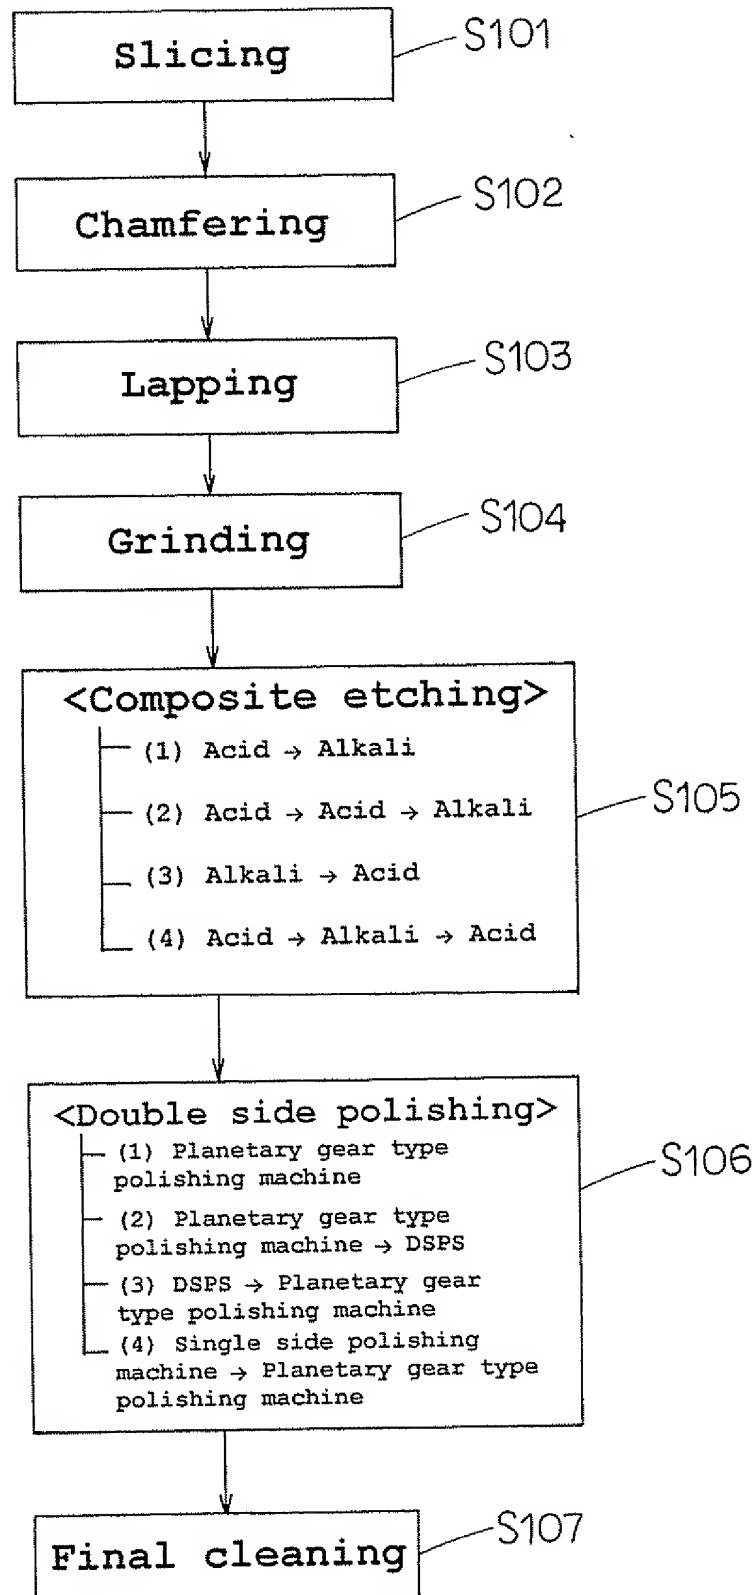 Slicing
S101
Chamfering
S102
Lapping
S103
Grinding
S104
<Composite etching>
(1) Acid → Alkali
(2) Acid → Acid → Alkali
(3) Alkali → Acid
(4) Acid → Alkali → Acid
S105
<Double side polishing>
(1) Planetary gear type
polishing machine
(2) Planetary gear type
polishing machine → DSPS
(3) DSPS → Planetary gear
type polishing machine
(4) Single side polishing
machine → Planetary gear type
polishing machine
S106
Final cleaning
S107